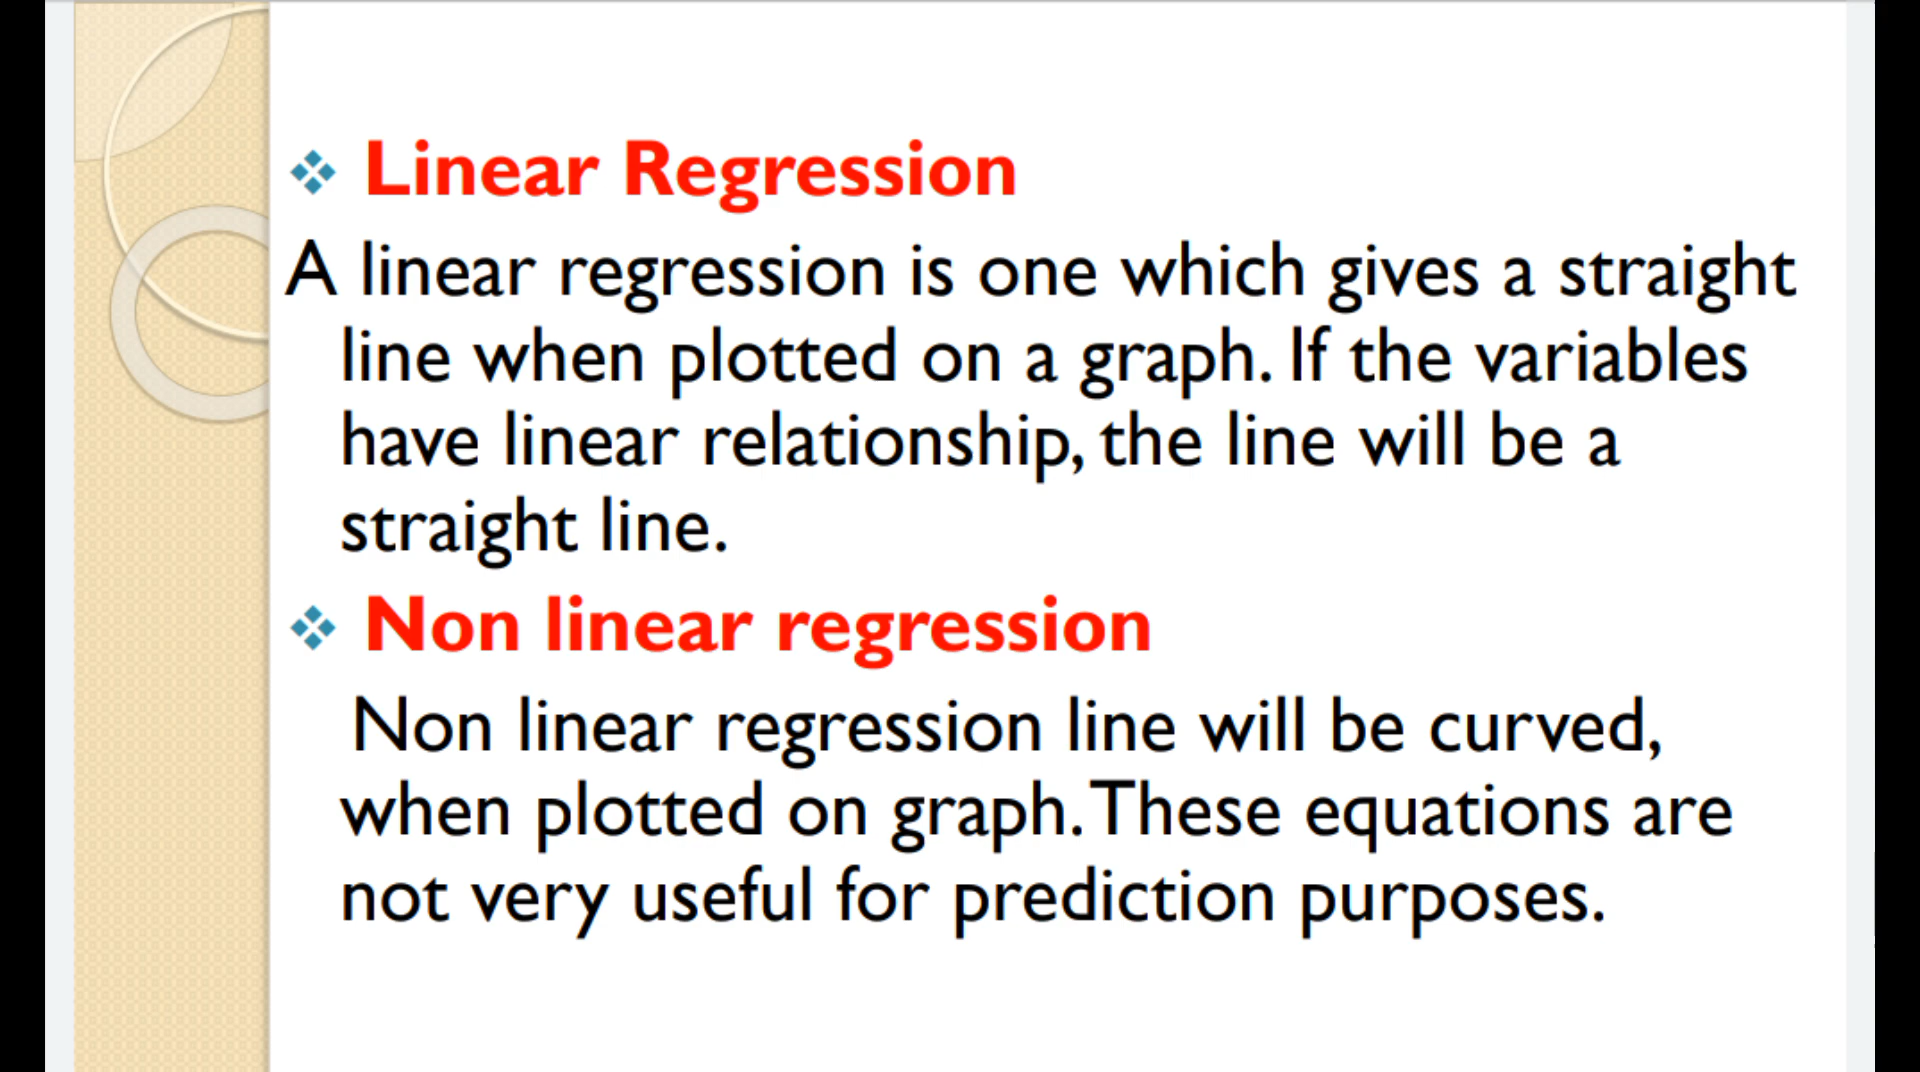 Linear Regression
A linear regression is one which gives a straight
line when plotted on a graph. If the variables
have linear relationship, the line will be a
straight line.
Non linear regression
Non linear regression line will be curved,
when plotted on graph. These equations are
not very useful for prediction purposes.